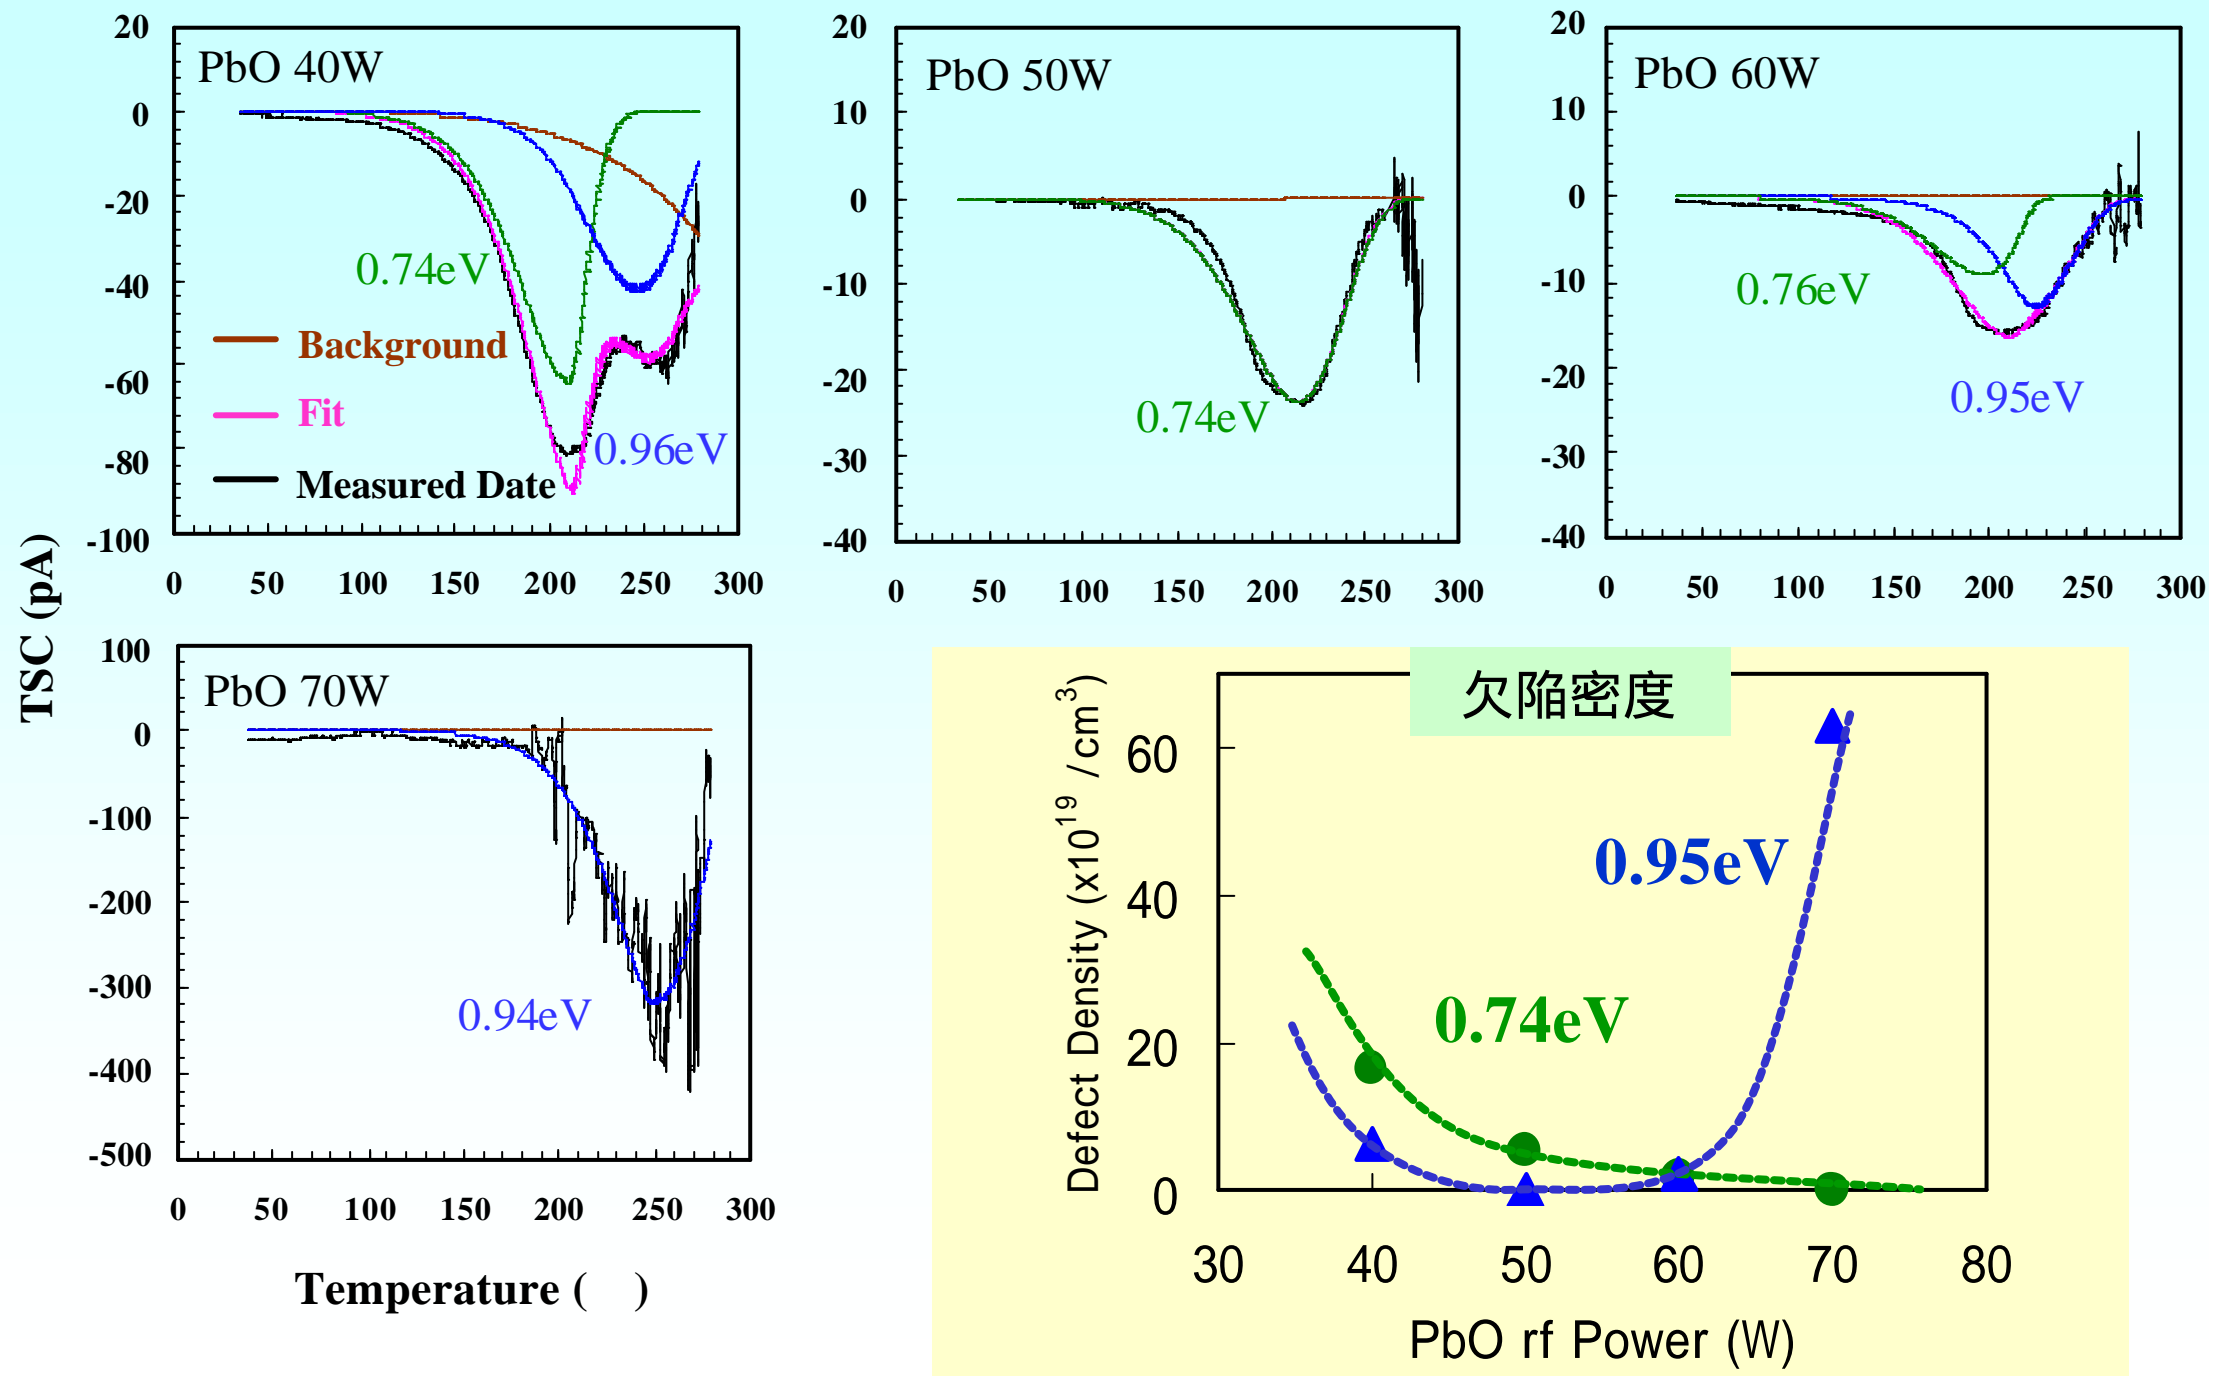 PbO 40W
20
0
-20
-40
-60
-80
-100
0 50 100 150 200 250 300
0.74eV
0.96eV
Background
Fit
Measured Date
PbO 50W
20
10
0
-10
-20
-30
-40
0 50 100 150 200 250 300
0.74eV
PbO 60W
20
10
0
-10
-20
-30
-40
0 50 100 150 200 250 300
0.76eV
0.95eV
TSC (pA)
PbO 70W
100
0
-100
-200
-300
-400
-500
0 50 100 150 200 250 300
0.94eV
Temperature ( )
欠陥密度
Defect Density (x10¹⁹ /cm³)
60
40
20
0
0.95eV
0.74eV
30 40 50 60 70 80
PbO rf Power (W)